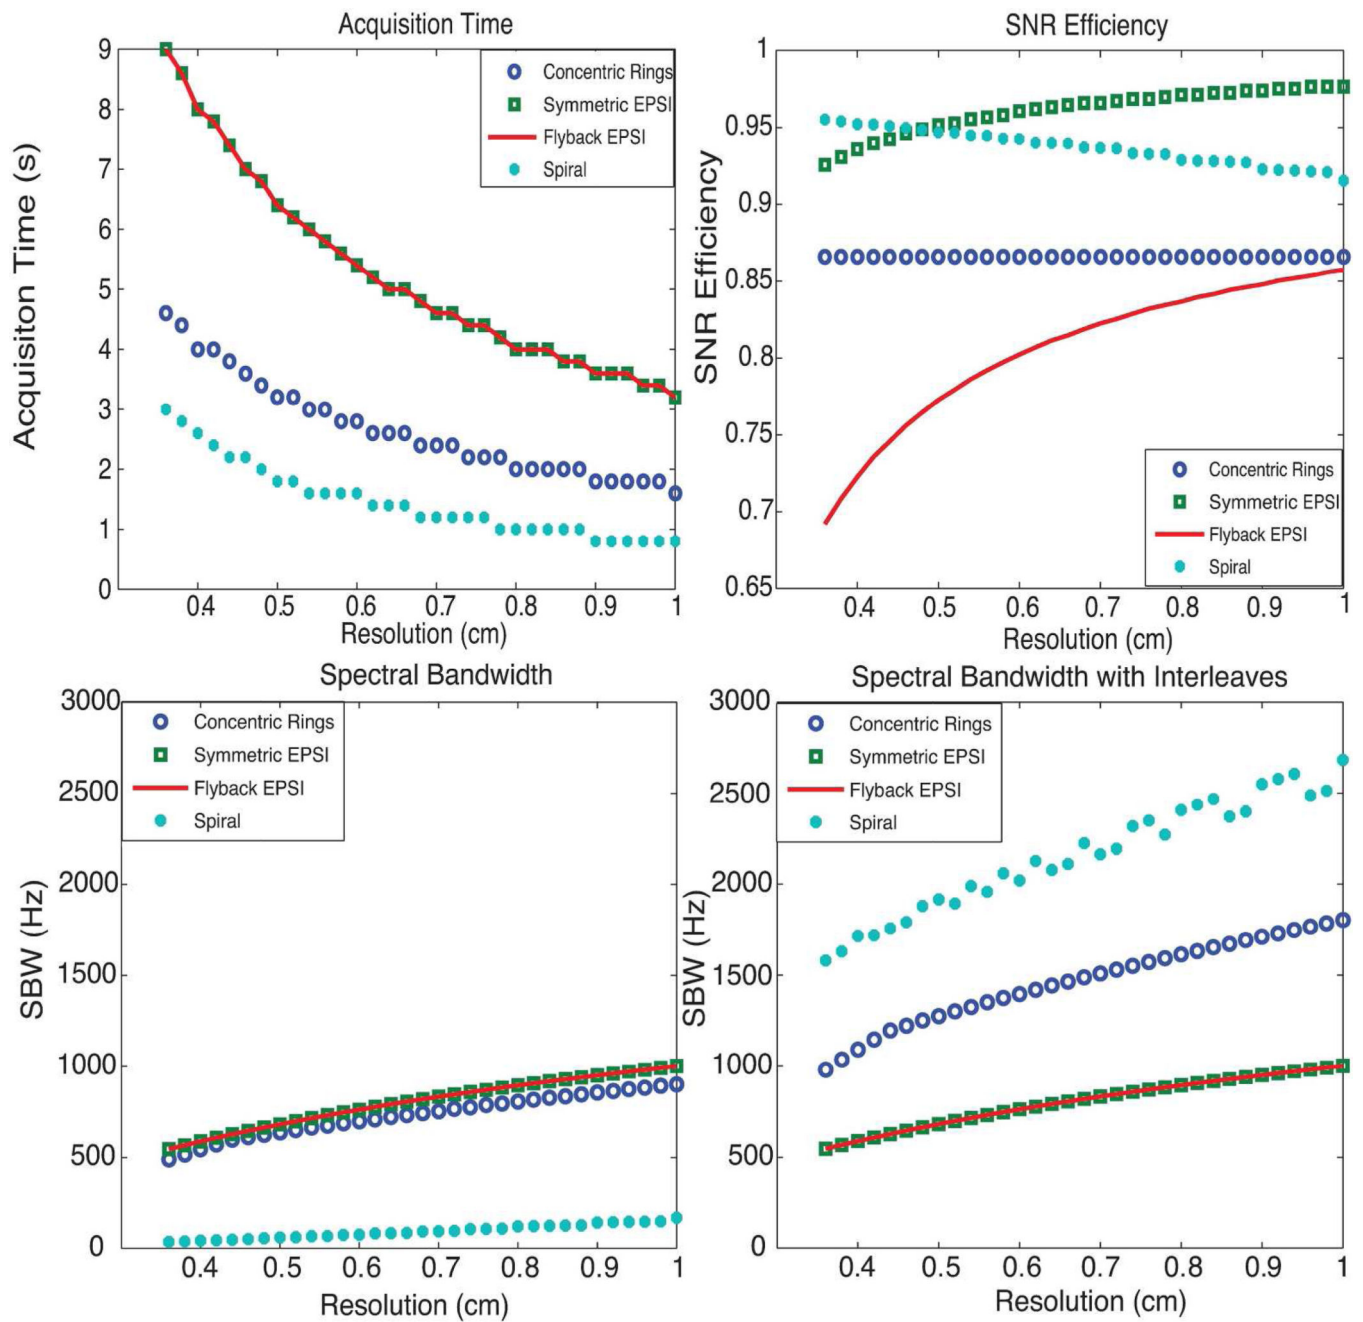 Acquisition Time
Acquisiton Time (s)
9
8
7
6
5
4
3
2
1
0
Concentric Rings
Symmetric EPSI
Flyback EPSI
Spiral
0.4 0.5 0.6 0.7 0.8 0.9 1
Resolution (cm)
SNR Efficiency
SNR Efficiency
1
0.95
0.9
0.85
0.8
0.75
0.7
0.65
Concentric Rings
Symmetric EPSI
Flyback EPSI
Spiral
0.4 0.5 0.6 0.7 0.8 0.9 1
Resolution (cm)
Spectral Bandwidth
SBW (Hz)
3000
2500
2000
1500
1000
500
0
Concentric Rings
Symmetric EPSI
Flyback EPSI
Spiral
0.4 0.5 0.6 0.7 0.8 0.9 1
Resolution (cm)
Spectral Bandwidth with Interleaves
SBW (Hz)
3000
2500
2000
1500
1000
500
0
Concentric Rings
Symmetric EPSI
Flyback EPSI
Spiral
0.4 0.5 0.6 0.7 0.8 0.9 1
Resolution (cm)